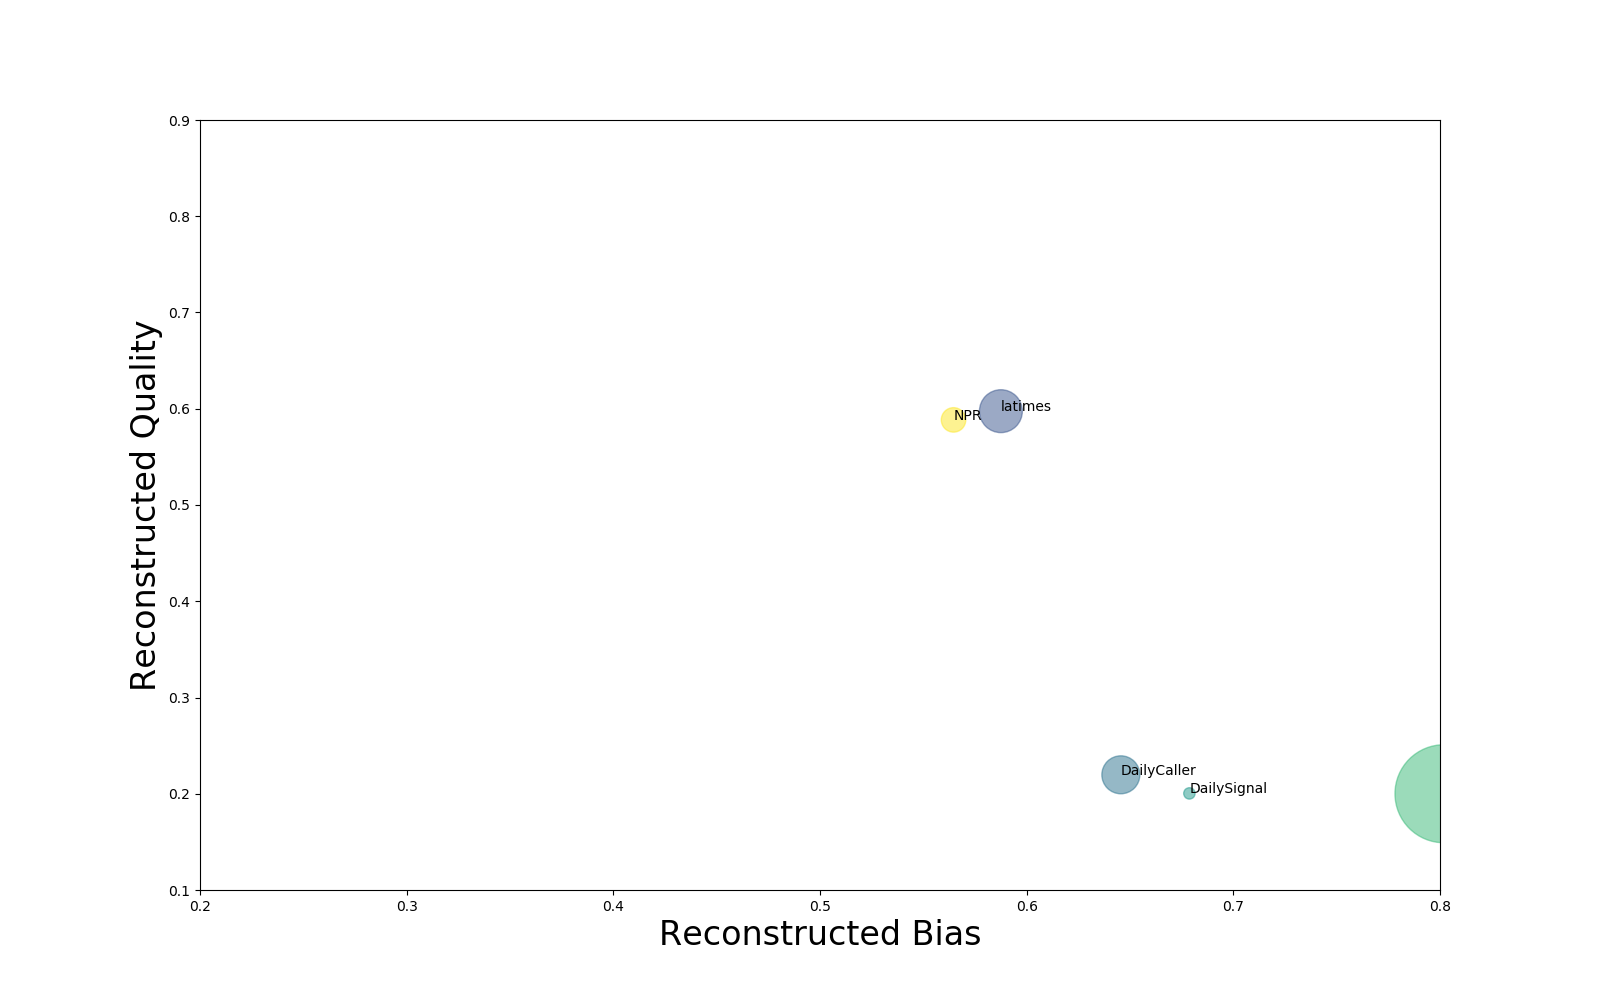 0.9
0.8
0.7
0.6
0.5
0.4
0.3
0.2
0.1
Reconstructed Quality
latimes
NPR
DailyCaller
DailySignal
0.2 0.3 0.4 0.5 0.6 0.7 0.8
Reconstructed Bias